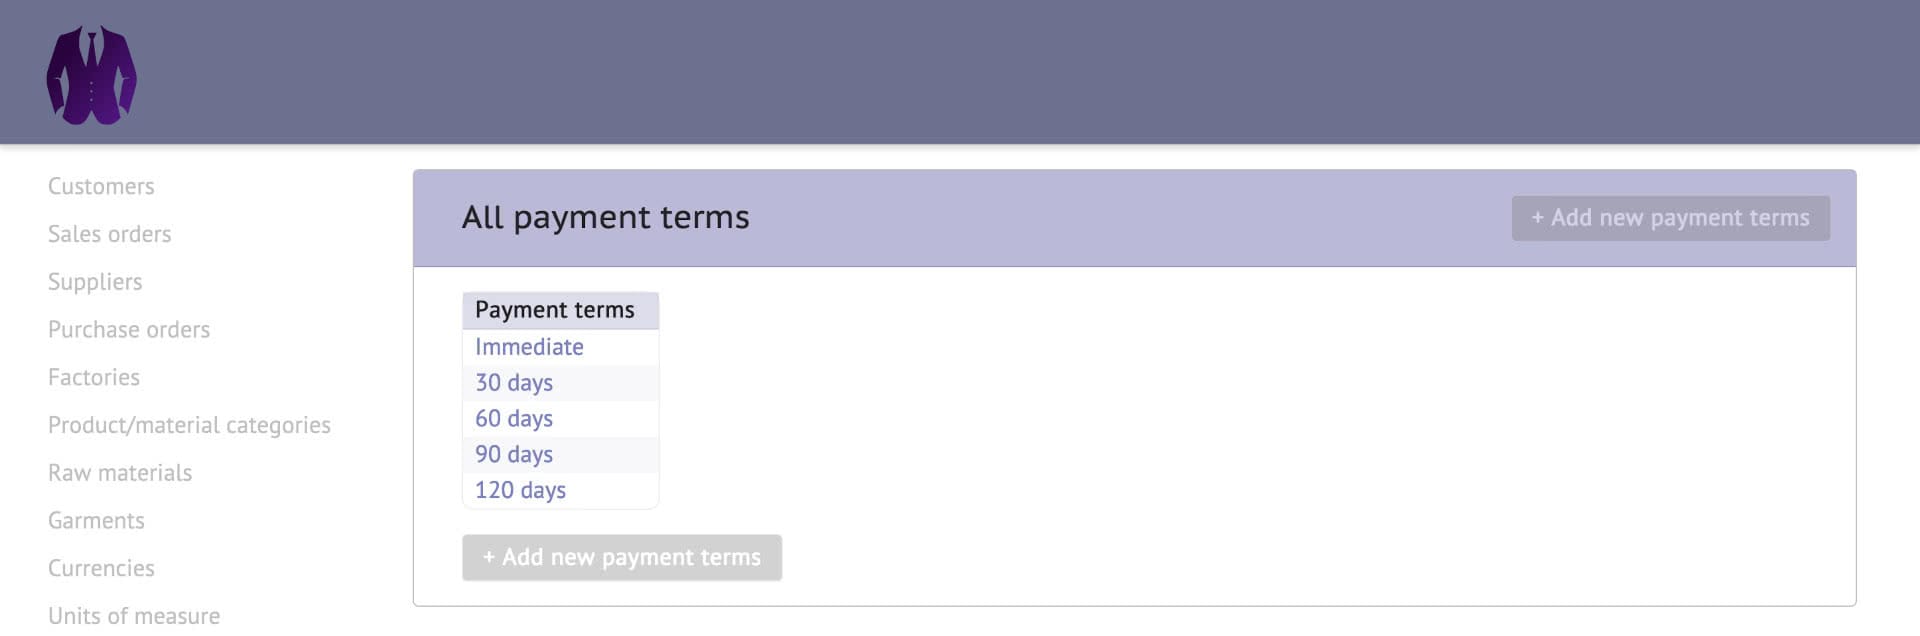 Customers
Sales orders
Suppliers
Purchase orders
Factories
Product/material categories
Raw materials
Garments
Currencies
Units of measure
All payment terms
+ Add new payment terms
Payment terms
Immediate
30 days
60 days
90 days
120 days
+ Add new payment terms